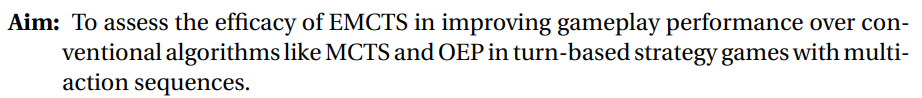 Aim: To assess the efficacy of EMCTS in improving gameplay performance over con-
ventional algorithms like MCTS and OEP in turn-based strategy games with multi-
action sequences.